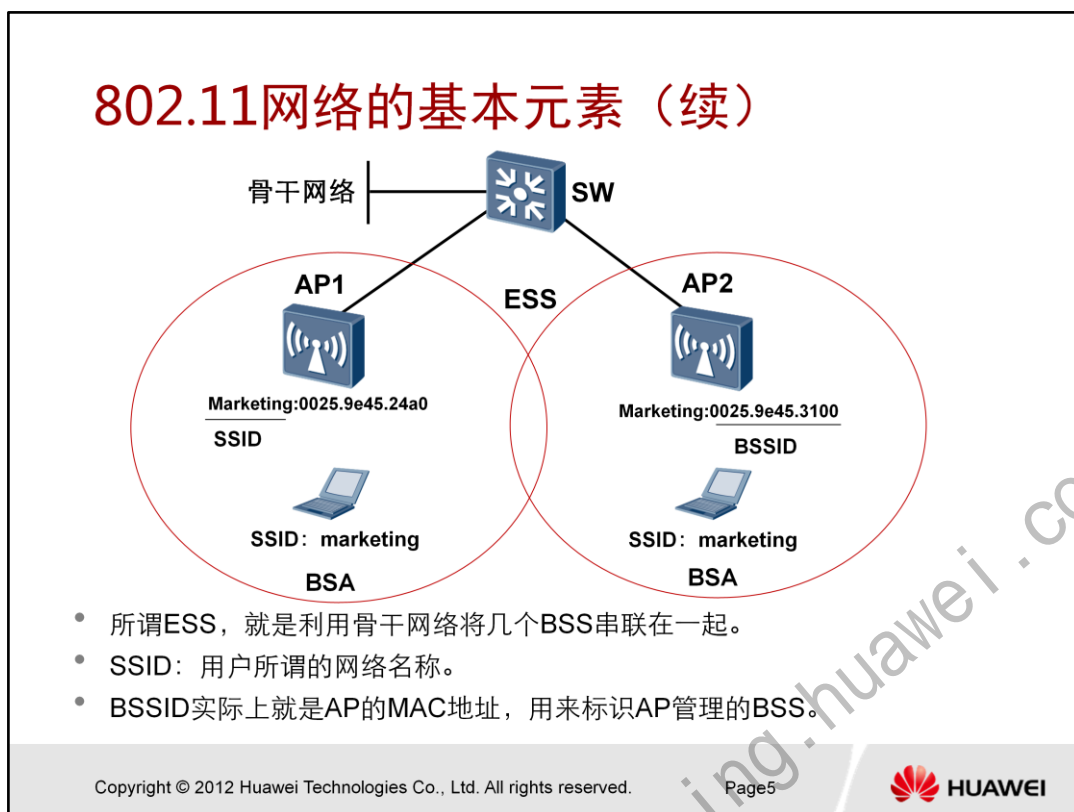 802.11网络的基本元素（续）
骨干网络
SW
AP1
AP2
ESS
Marketing:0025.9e45.24a0
Marketing:0025.9e45.3100
SSID
BSSID
SSID：marketing
SSID：marketing
BSA
BSA
• 所谓ESS，就是利用骨干网络将几个BSS串联在一起。
• SSID：用户所谓的网络名称。
• BSSID实际上就是AP的MAC地址，用来标识AP管理的BSS。
Copyright © 2012 Huawei Technologies Co., Ltd. All rights reserved.
Page5
HUAWEI
ing.huawei.co